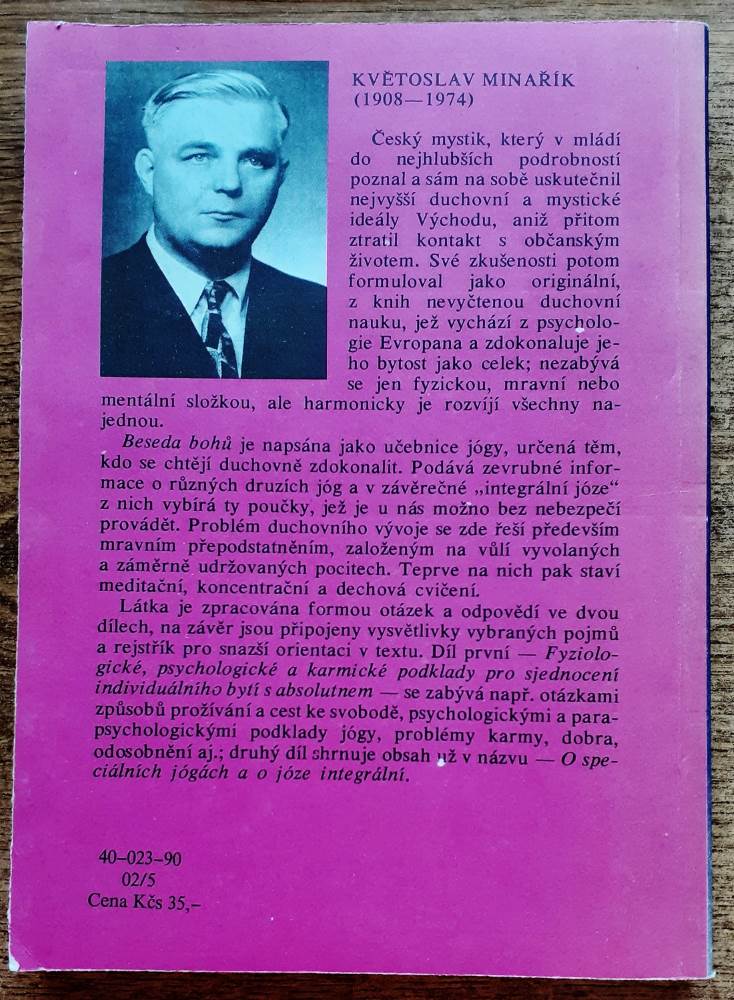 KVĚTOSLAV MINAŘÍK
(1908—1974)
Český mystik, který v mládí
do nejhlubších podrobností
poznal a sám na sobě uskutečnil
nejvyšší duchovní a mystické
ideály Východu, aniž přitom
ztratil kontakt s občanským
životem. Své zkušenosti potom
formuloval jako originální,
z knih nevyčtenou duchovní
nauku, jež vychází z psycholo-
gie Evropana a zdokonaluje je-
ho bytost jako celek; nezabývá
se jen fyzickou, mravní nebo
mentální složkou, ale harmonicky je rozvíjí všechny na-
jednou.
Beseda bohů je napsána jako učebnice jógy, určená těm,
kdo se chtějí duchovně zdokonalit. Podává zevrubné infor-
mace o různých druzích jóg a v závěrečné „integrální józe“
z nich vybírá ty poučky, jež je u nás možno bez nebezpečí
provádět. Problém duchovního vývoje se zde řeší především
mravním přepodstatněním, založeným na vůlí vyvolaných
a záměrně udržovaných pocitech. Teprve na nich pak staví
meditační, koncentrační a dechová cvičení.
Látka je zpracována formou otázek a odpovědí ve dvou
dílech, na závěr jsou připojeny vysvětlivky vybraných pojmů
a rejstřík pro snazší orientaci v textu. Díl první — Fyziolo-
gické, psychologické a karmické podklady pro sjednocení
individuálního bytí s absolutnem — se zabývá např. otázkami
způsobů prožívání a cest ke svobodě, psychologickými a para-
psychologickými podklady jógy, problémy karmy, dobra,
odosobnění aj.; druhý díl shrnuje obsah už v názvu — O spe-
ciálních jógách a o józe integrální.
40–023–90
02/5
Cena Kčs 35,–